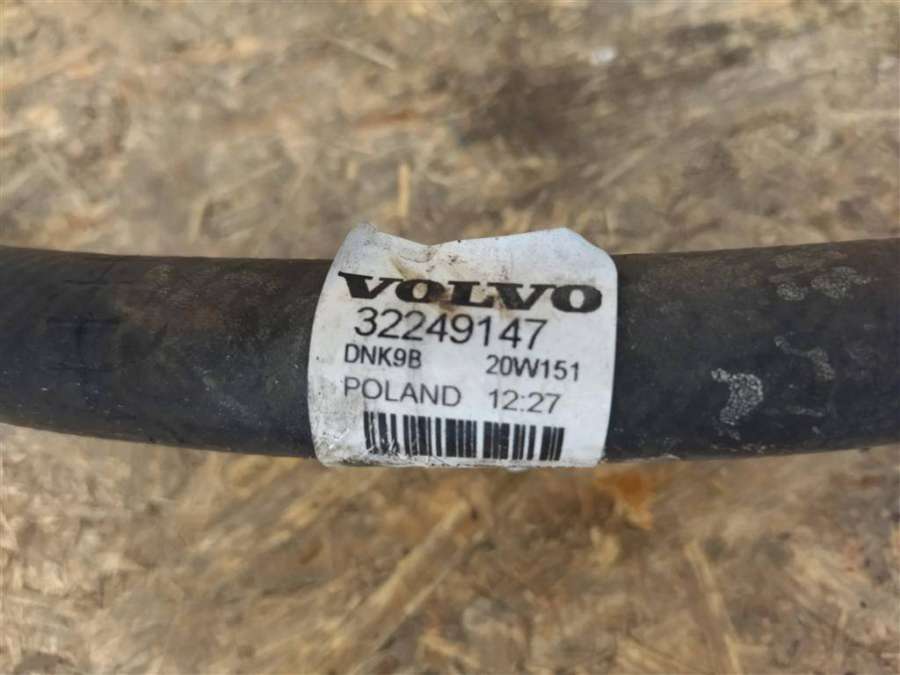 VOLVO
32249147
DNK9B 20W151
POLAND 12:27